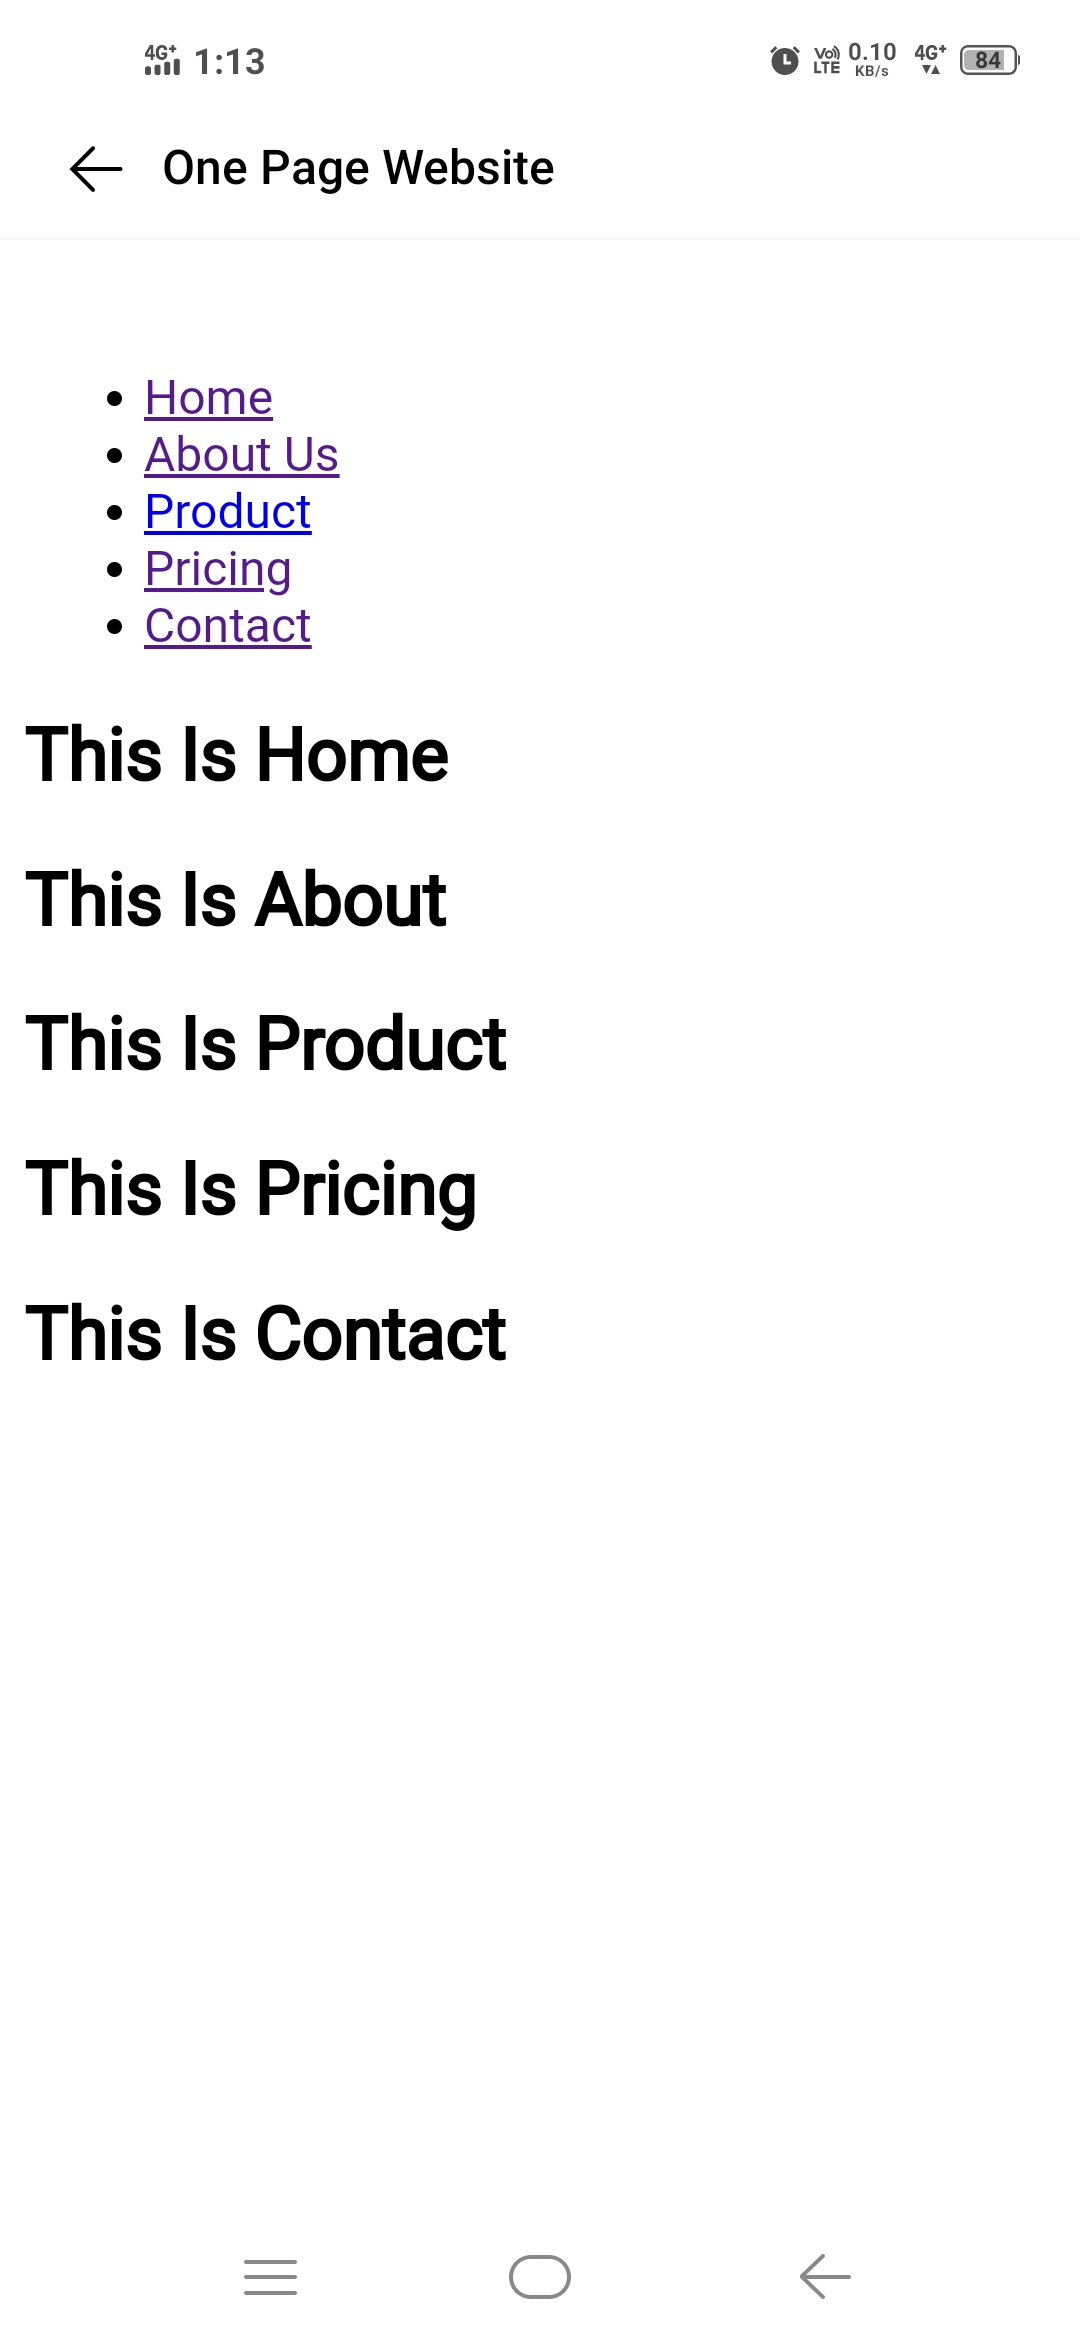 4G+ 1:13 Vo) LTE 0.10 KB/s 4G+ 84
One Page Website
Home
About Us
Product
Pricing
Contact
This Is Home
This Is About
This Is Product
This Is Pricing
This Is Contact